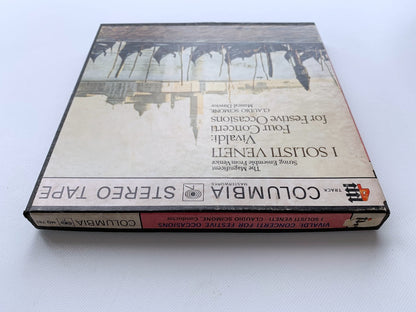 4 TRACK
COLUMBIA STEREO TAPE
MASTERWORKS
The Magnificent
String Ensemble From Venice
I SOLISTI VENETI
Vivaldi:
Four Concerti
for Festive Occasions
CLAUDIO SCIMONE
Musical Director
VIVALDI: CONCERTI FOR FESTIVE OCCASIONS
I SOLISTI VENETI • CLAUDIO SCIMONE, Conductor
COLUMBIA